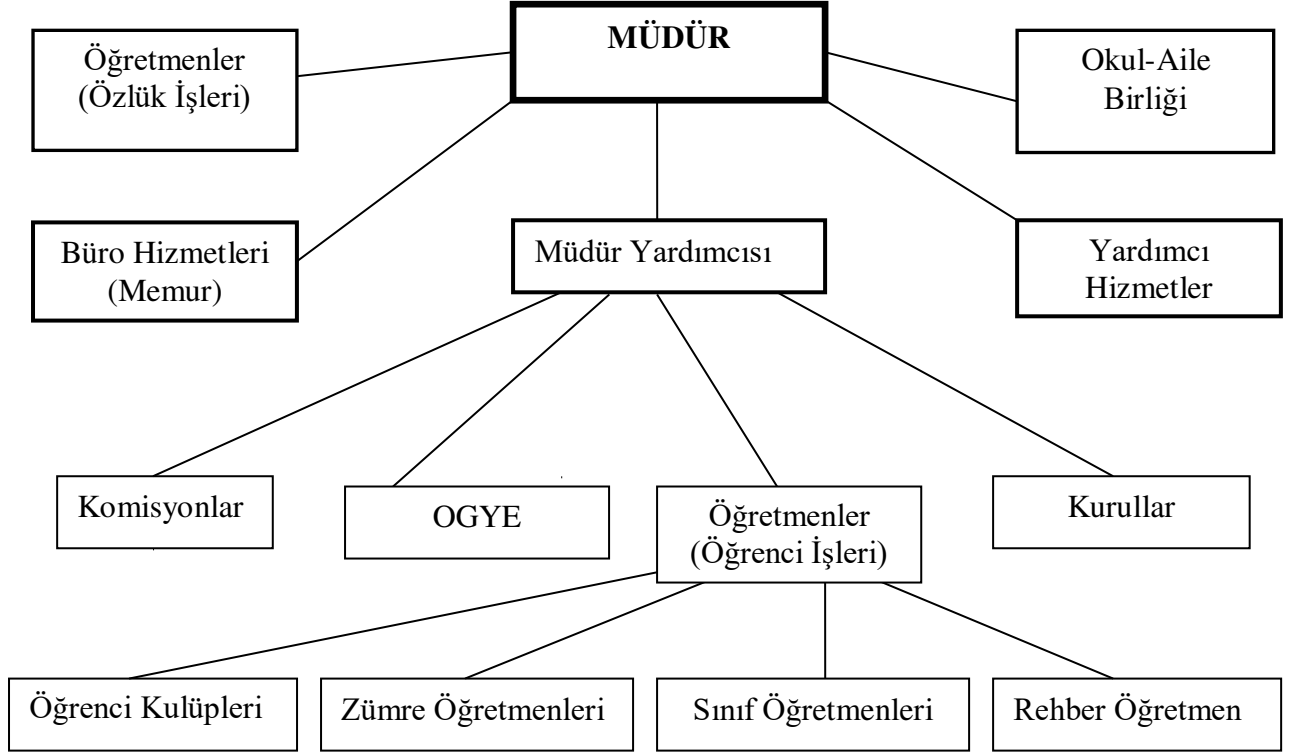 MÜDÜR
Öğretmenler
(Özlük İşleri)
Okul-Aile
Birliği
Büro Hizmetleri
(Memur)
Müdür Yardımcısı
Yardımcı
Hizmetler
Komisyonlar
OGYE
Öğretmenler
(Öğrenci İşleri)
Kurullar
Öğrenci Kulüpleri
Zümre Öğretmenleri
Sınıf Öğretmenleri
Rehber Öğretmen